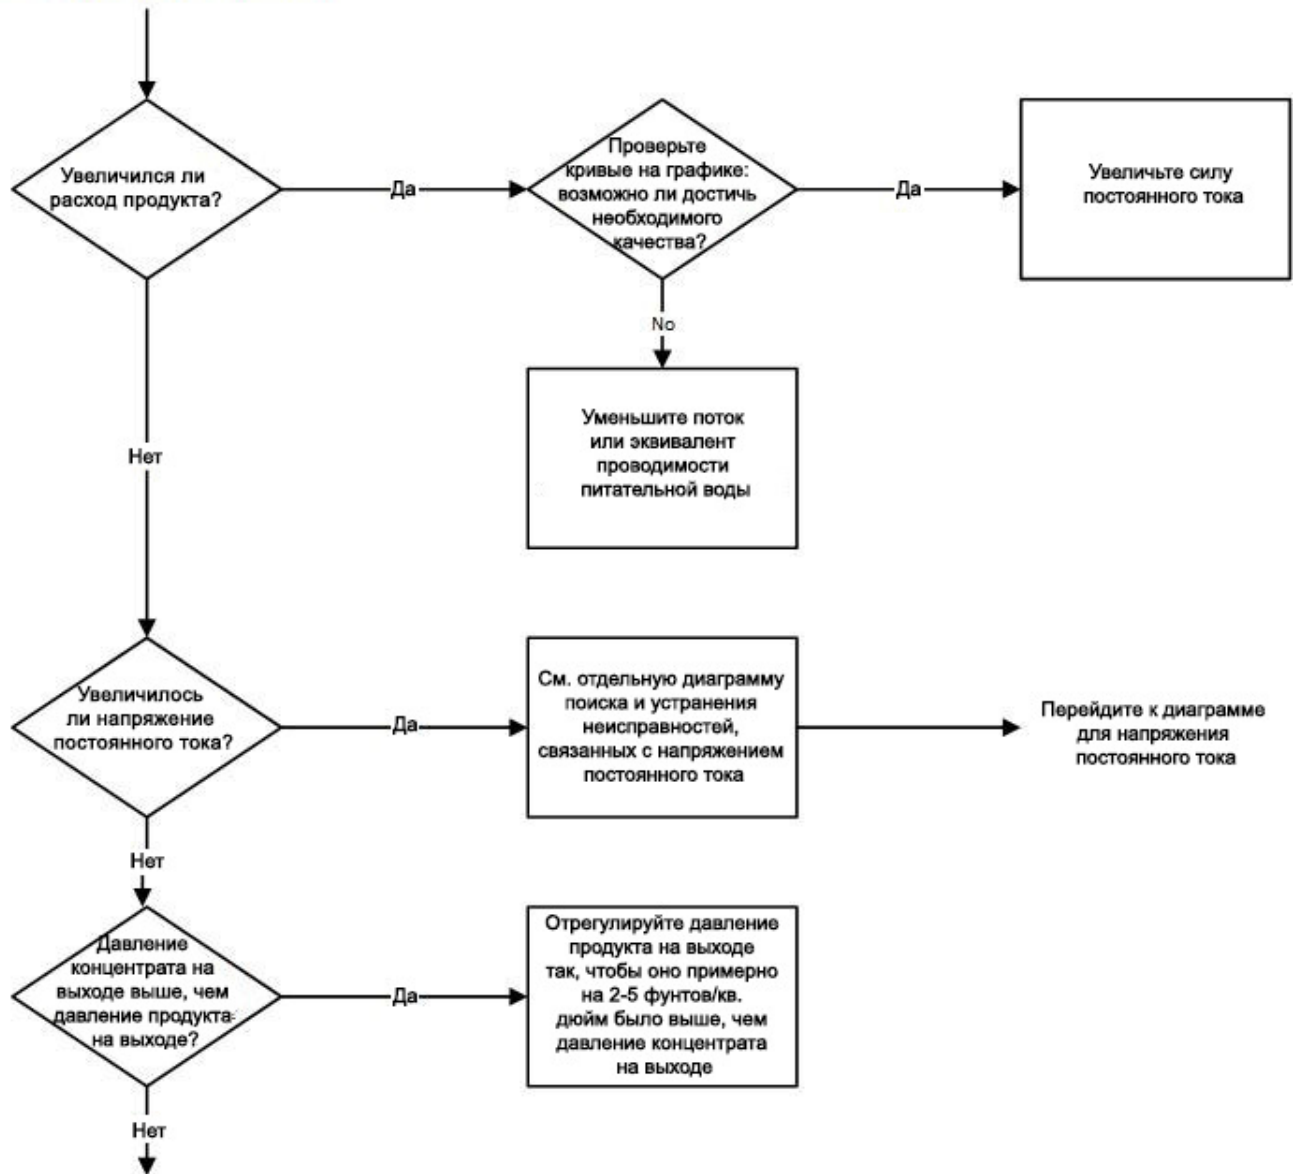 Увеличился ли
расход продукта?
Да
Проверьте
кривые на графике:
возможно ли достичь
необходимого
качества?
Да
Увеличьте силу
постоянного тока
No
Уменьшите поток
или эквивалент
проводимости
питательной воды
Нет
Увеличилось
ли напряжение
постоянного тока?
Да
См. отдельную диаграмму
поиска и устранения
неисправностей,
связанных с напряжением
постоянного тока
Перейдите к диаграмме
для напряжения
постоянного тока
Нет
Давление
концентрата на
выходе выше, чем
давление продукта
на выходе?
Да
Отрегулируйте давление
продукта на выходе
так, чтобы оно примерно
на 2-5 фунтов/кв.
дюйм было выше, чем
давление концентрата
на выходе
Нет